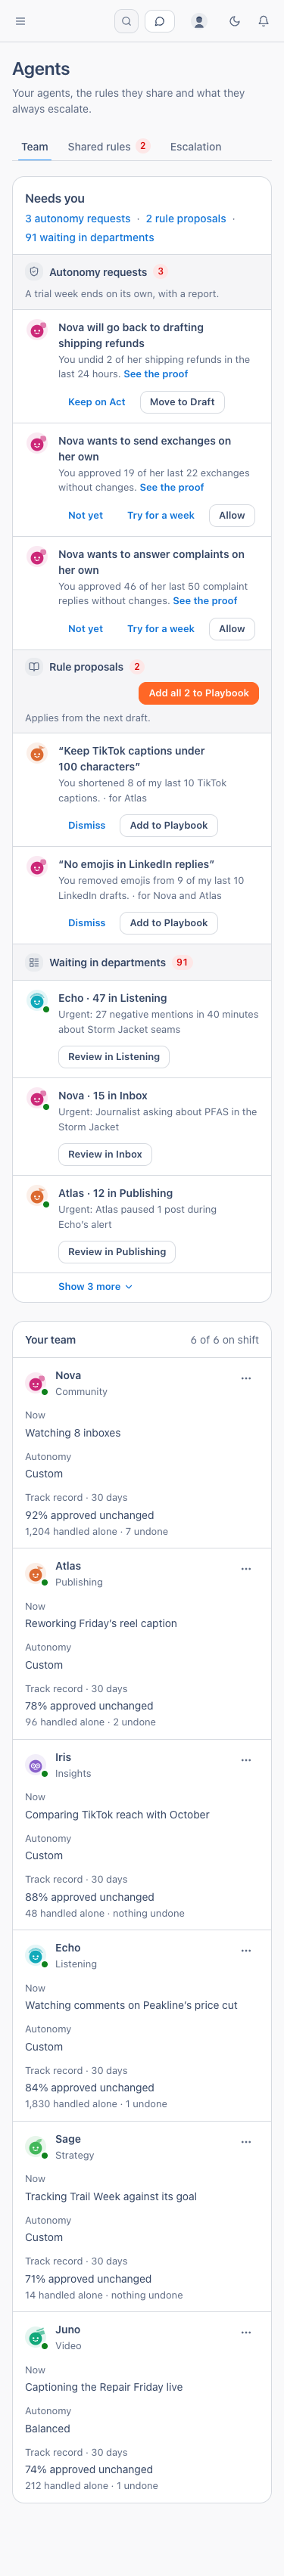 Agents
Your agents, the rules they share and what they
always escalate.
Team
Shared rules 2
Escalation
Needs you
3 autonomy requests · 2 rule proposals ·
91 waiting in departments
Autonomy requests 3
A trial week ends on its own, with a report.
Nova will go back to drafting
shipping refunds
You undid 2 of her shipping refunds in the
last 24 hours. See the proof
Keep on Act
Move to Draft
Nova wants to send exchanges on
her own
You approved 19 of her last 22 exchanges
without changes. See the proof
Not yet
Try for a week
Allow
Nova wants to answer complaints on
her own
You approved 46 of her last 50 complaint
replies without changes. See the proof
Not yet
Try for a week
Allow
Rule proposals 2
Add all 2 to Playbook
Applies from the next draft.
“Keep TikTok captions under
100 characters”
You shortened 8 of my last 10 TikTok
captions. · for Atlas
Dismiss
Add to Playbook
“No emojis in LinkedIn replies”
You removed emojis from 9 of my last 10
LinkedIn drafts. · for Nova and Atlas
Dismiss
Add to Playbook
Waiting in departments 91
Echo · 47 in Listening
Urgent: 27 negative mentions in 40 minutes
about Storm Jacket seams
Review in Listening
Nova · 15 in Inbox
Urgent: Journalist asking about PFAS in the
Storm Jacket
Review in Inbox
Atlas · 12 in Publishing
Urgent: Atlas paused 1 post during
Echo's alert
Review in Publishing
Show 3 more
Your team
6 of 6 on shift
Nova
Community
Now
Watching 8 inboxes
Autonomy
Custom
Track record · 30 days
92% approved unchanged
1,204 handled alone · 7 undone
Atlas
Publishing
Now
Reworking Friday's reel caption
Autonomy
Custom
Track record · 30 days
78% approved unchanged
96 handled alone · 2 undone
Iris
Insights
Now
Comparing TikTok reach with October
Autonomy
Custom
Track record · 30 days
88% approved unchanged
48 handled alone · nothing undone
Echo
Listening
Now
Watching comments on Peakline's price cut
Autonomy
Custom
Track record · 30 days
84% approved unchanged
1,830 handled alone · 1 undone
Sage
Strategy
Now
Tracking Trail Week against its goal
Autonomy
Custom
Track record · 30 days
71% approved unchanged
14 handled alone · nothing undone
Juno
Video
Now
Captioning the Repair Friday live
Autonomy
Balanced
Track record · 30 days
74% approved unchanged
212 handled alone · 1 undone